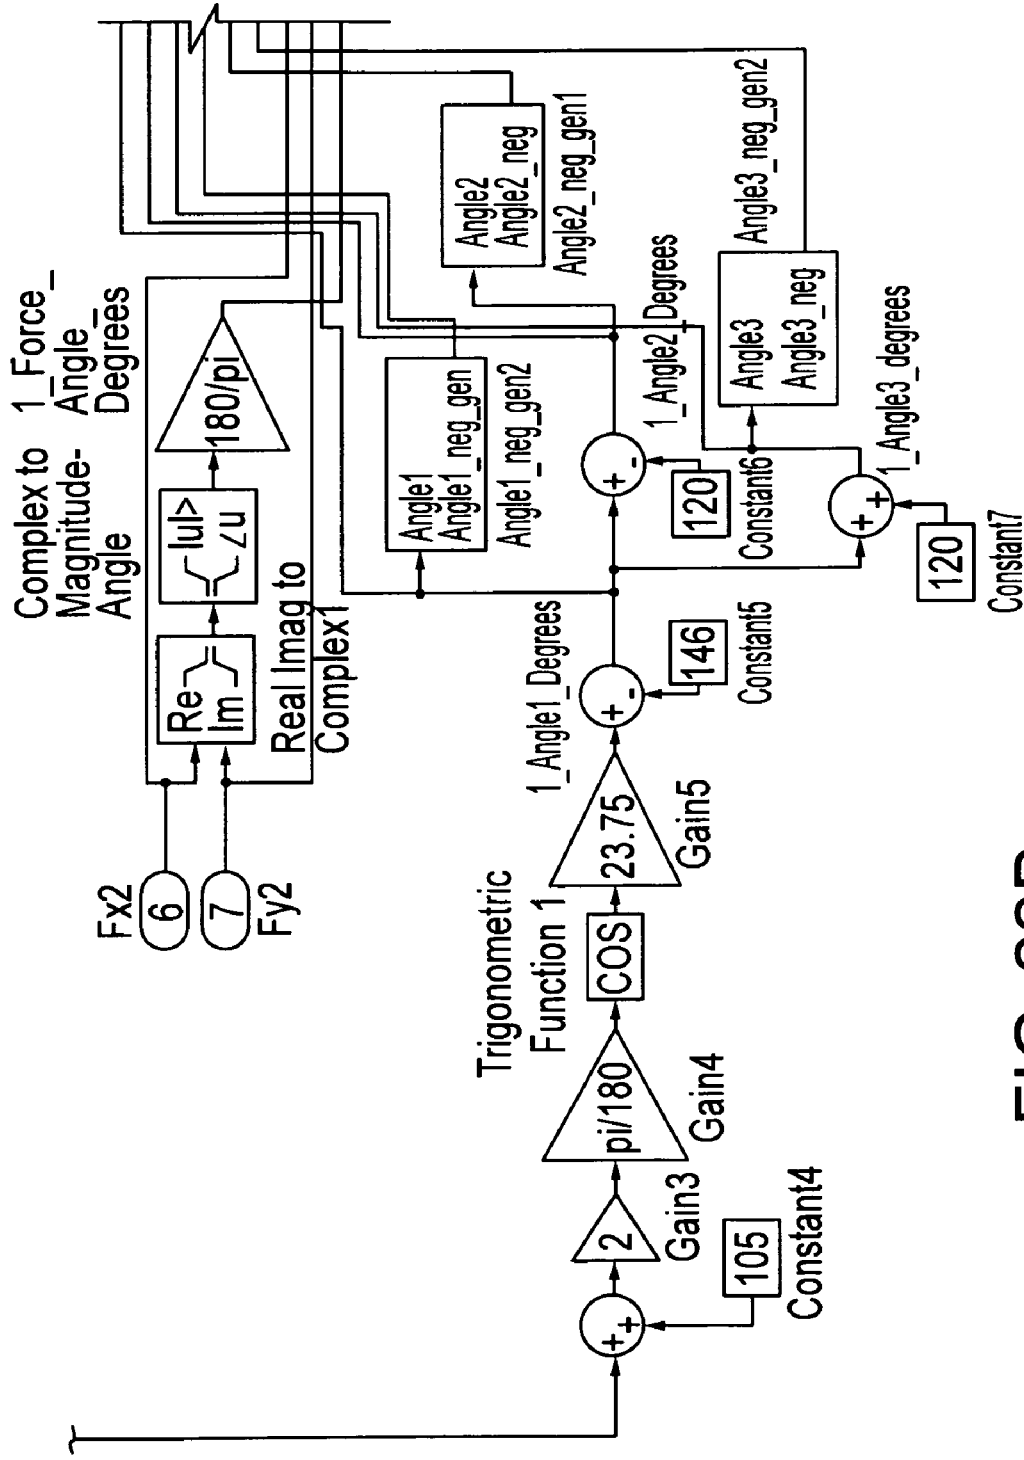 Complex to
Magnitude-
Angle
1_Force_
Angle_
Degrees
Fx2
6
7
Fy2
Re
Im
Real Imag to
Complex1
|u|>
∠u
180/pi
Angle1
Angle1_neg_gen
Angle1_neg_gen2
Angle2
Angle2_neg
Angle2_neg_gen1
Angle3
Angle3_neg
Angle3_neg_gen2
+
+
105
Constant4
2
Gain3
pi/180
Gain4
Trigonometric
Function 1
COS
23.75
Gain5
1_Angle1_Degrees
+
-
146
Constant5
+
-
1_Angle2_Degrees
120
Constant6
+
+
1_Angle3_degrees
120
Constant7